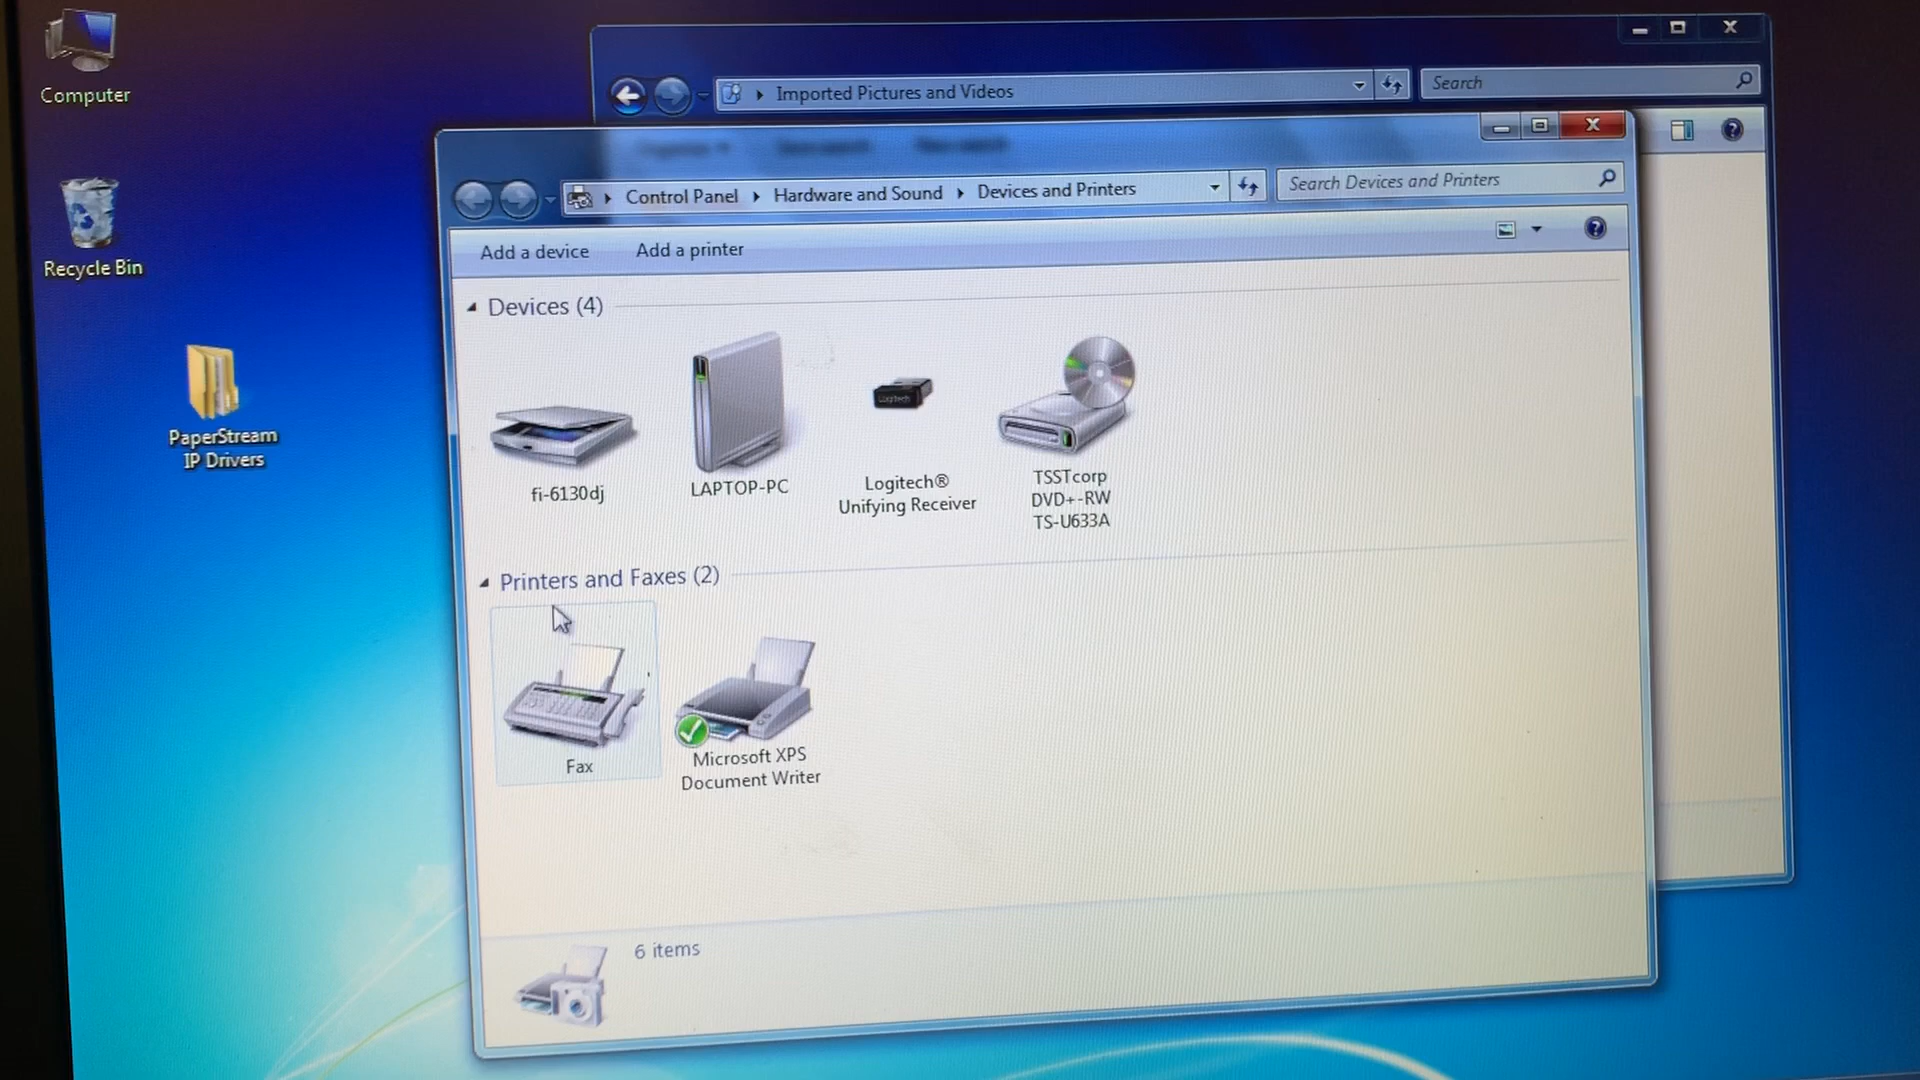 Computer
Recycle Bin
PaperStream
IP Drivers
Imported Pictures and Videos
Search
Control Panel
Hardware and Sound
Devices and Printers
Search Devices and Printers
Add a device
Add a printer
Devices (4)
fi-6130dj
LAPTOP-PC
Logitech
Logitech®
Unifying Receiver
TSSTcorp
DVD+-RW
TS-U633A
Printers and Faxes (2)
Fax
Microsoft XPS
Document Writer
6 items